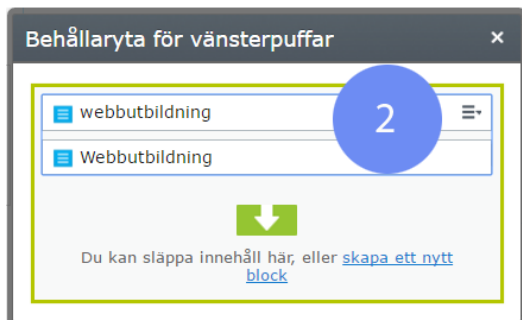 Behållaryta för vänsterpuffar ×
webbutbildning
2
Webbutbildning
Du kan släppa innehåll här, eller skapa ett nytt
block